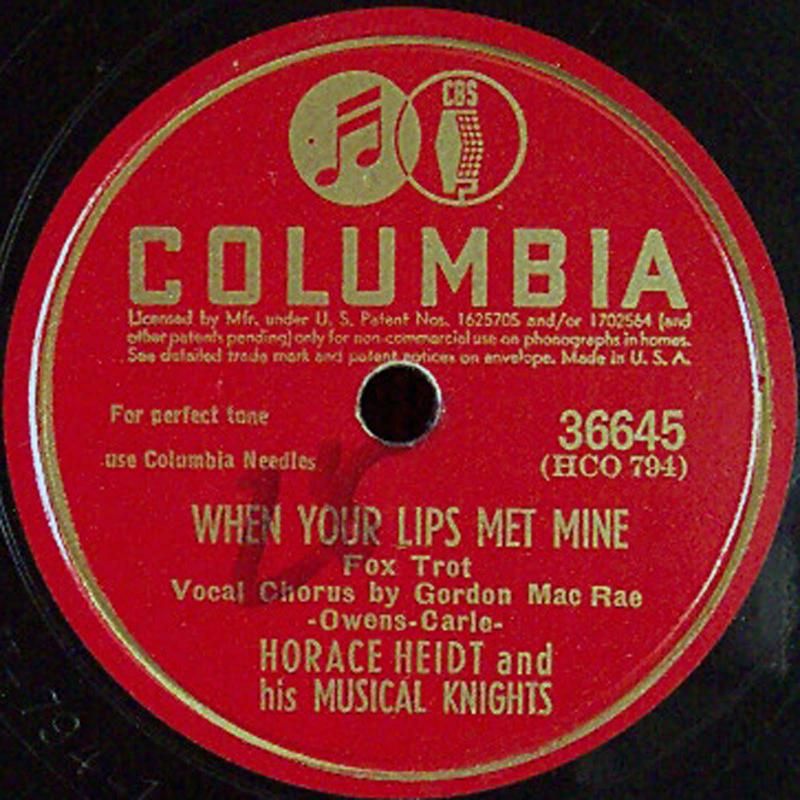 CBS
COLUMBIA
Licensed by Mfr. under U. S. Patent Nos. 1625705 and/or 1702564 (and
other patents pending) only for non-commercial use on phonographs in homes.
See detailed trade mark and patent notices on envelope. Made in U. S. A.
For perfect tone
use Columbia Needles
36645
(HCO 794)
WHEN YOUR LIPS MET MINE
Fox Trot
Vocal Chorus by Gordon Mac Rae
-Owens-Carle-
HORACE HEIDT and
his MUSICAL KNIGHTS